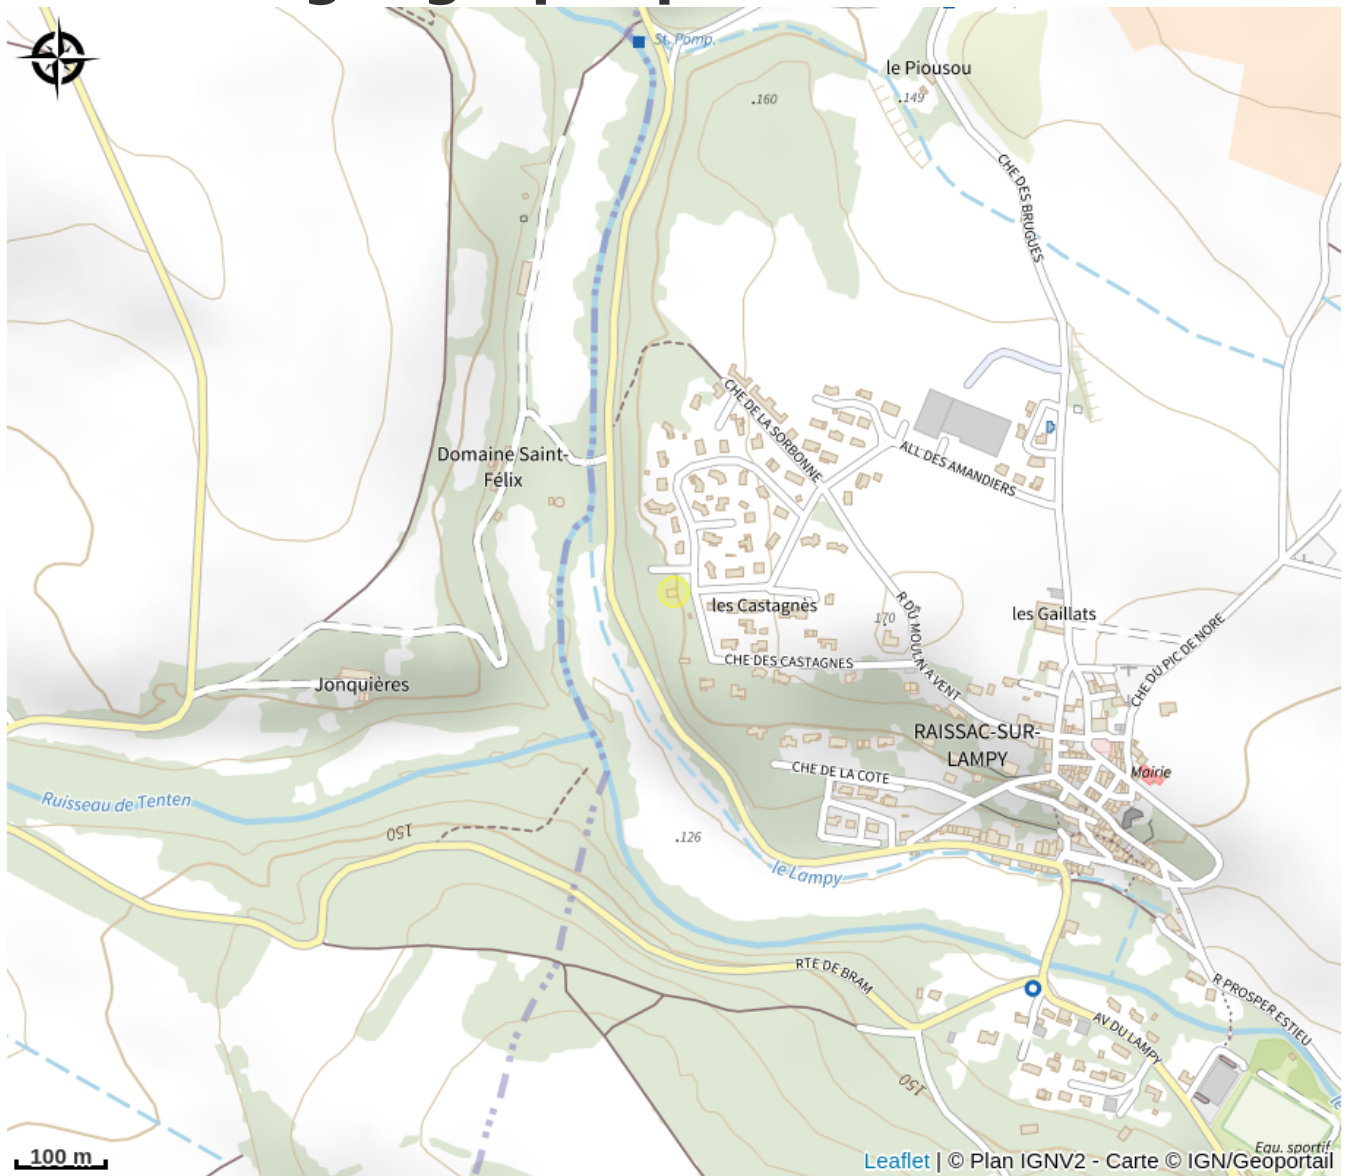 St. Pomp.
le Piousou
.149
.160
CHE DES BRUGUES
CHE DE LA SORBONNE
ALL DES AMANDIERS
Domaine Saint-
Félix
les Castagnès
R DU MOULIN A VENT
170
les Gaillats
CHE DES CASTAGNES
CHE DU PIC DE NORE
Jonquières
RAISSAC-SUR-
LAMPY
Mairie
CHE DE LA COTE
Ruisseau de Tenten
150
.126
le Lampy
RTE DE BRAM
R PROSPER ESTIEU
AV DU LAMPY
150
le
Equ. sportif
100 m
Leaflet | © Plan IGNV2 - Carte © IGN/Geoportail